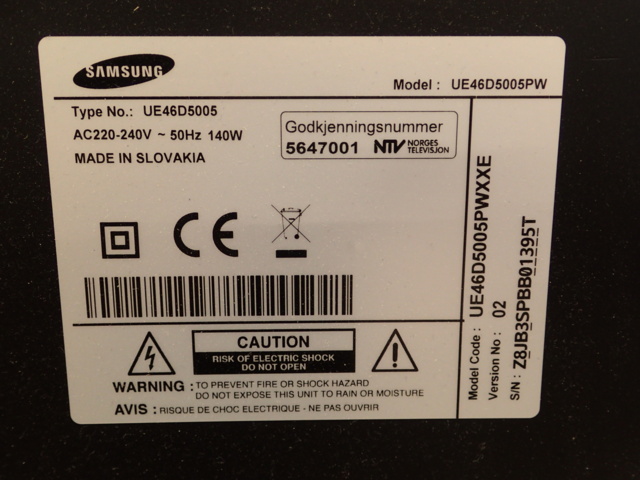 SAMSUNG
Model : UE46D5005PW
Type No.: UE46D5005
AC220-240V ~ 50Hz 140W
MADE IN SLOVAKIA
Godkjenningsnummer
5647001 NTV NORGES
TELEVISJON
CE
CAUTION
RISK OF ELECTRIC SHOCK
DO NOT OPEN
WARNING : TO PREVENT FIRE OR SHOCK HAZARD
DO NOT EXPOSE THIS UNIT TO RAIN OR MOISTURE
AVIS : RISQUE DE CHOC ELECTRIQUE - NE PAS OUVRIR
Model Code : UE46D5005PWXXE
Version No : 02
S/N : Z8JB3SPBB01395T